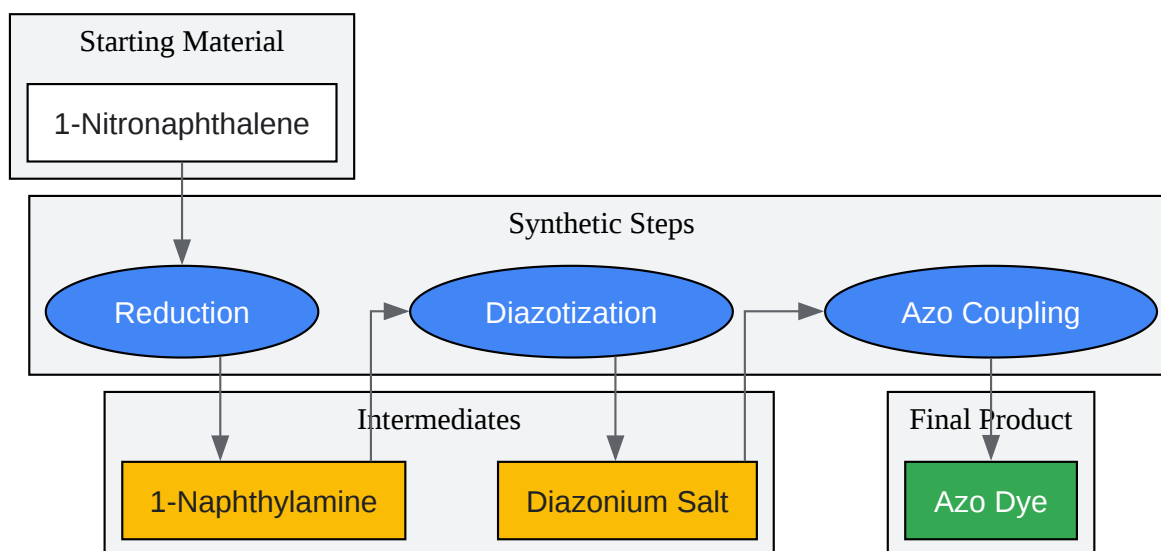 Starting Material
1-Nitronaphthalene
Synthetic Steps
Reduction
Diazotization
Azo Coupling
Intermediates
Final Product
1-Naphthylamine
Diazonium Salt
Azo Dye